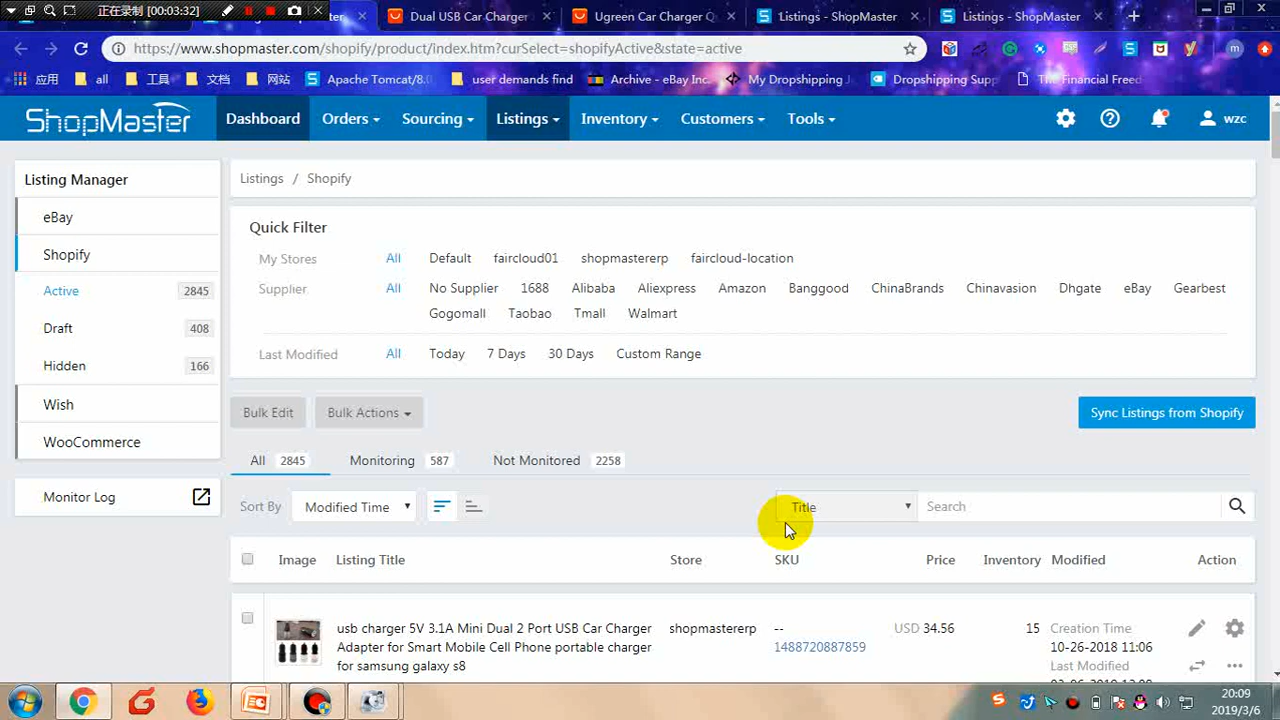 正在录制 [00:03:32]
Dual USB Car Charger
Ugreen Car Charger Q
Listings - ShopMaster
Listings - ShopMaster
https://www.shopmaster.com/shopify/product/index.htm?curSelect=shopifyActive&state=active
应用
all
工具
文档
网站
Apache Tomcat/8.
user demands find
Archive - eBay Inc.
My Dropshipping J
Dropshipping Supp
The Financial Freed
ShopMaster
Dashboard
Orders
Sourcing
Listings
Inventory
Customers
Tools
wzc
Listing Manager
eBay
Shopify
Active 2845
Draft 408
Hidden 166
Wish
WooCommerce
Monitor Log
Listings / Shopify
Quick Filter
My Stores All Default faircloud01 shopmastererp faircloud-location
Supplier All No Supplier 1688 Alibaba Aliexpress Amazon Banggood ChinaBrands Chinavasion Dhgate eBay Gearbest
Gogomall Taobao Tmall Walmart
Last Modified All Today 7 Days 30 Days Custom Range
Bulk Edit Bulk Actions Sync Listings from Shopify
All 2845 Monitoring 587 Not Monitored 2258
Sort By Modified Time Title Search
Image Listing Title Store SKU Price Inventory Modified Action
usb charger 5V 3.1A Mini Dual 2 Port USB Car Charger shopmastererp -- USD 34.56 15 Creation Time
Adapter for Smart Mobile Cell Phone portable charger 1488720887859 10-26-2018 11:06
for samsung galaxy s8 Last Modified
20:09
2019/3/6